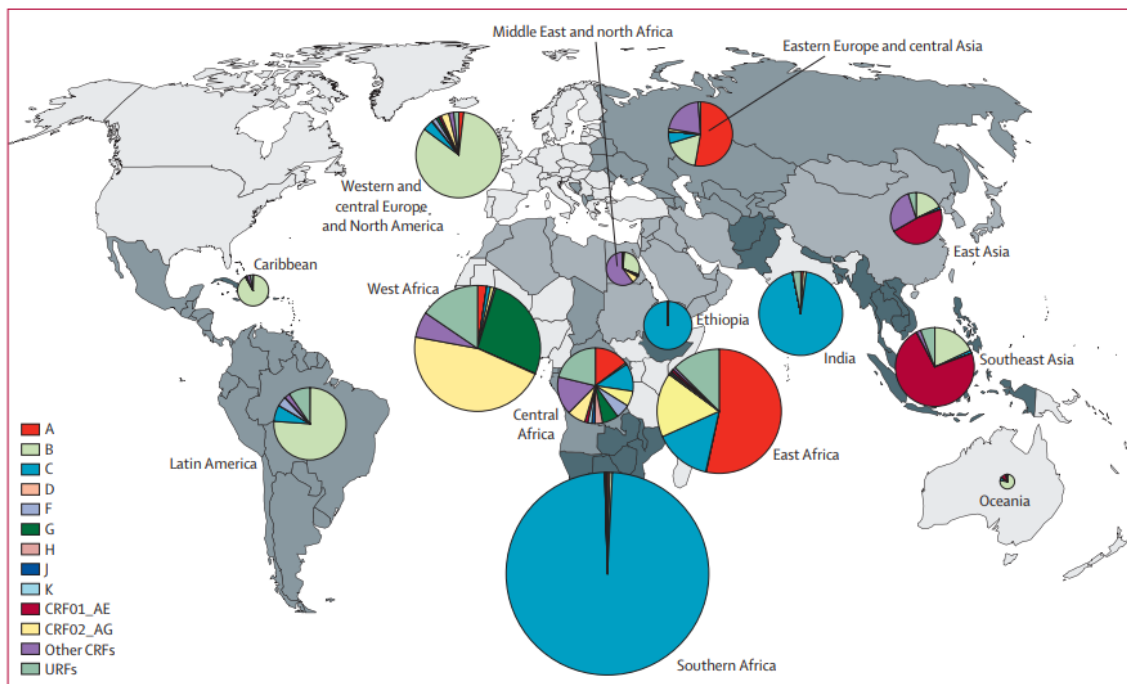 Middle East and north Africa
Eastern Europe and central Asia
Western and
central Europe
and North America
East Asia
Caribbean
West Africa
Ethiopia
India
Southeast Asia
Central
Africa
East Africa
Latin America
Oceania
Southern Africa
A
B
C
D
F
G
H
J
K
CRF01_AE
CRF02_AG
Other CRFs
URFs